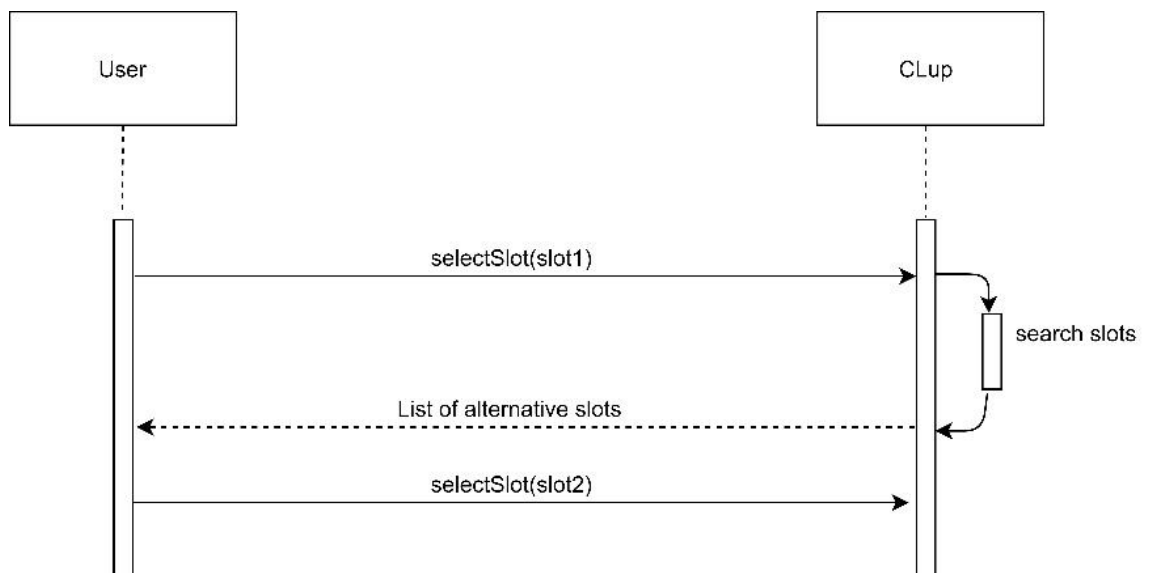 User
CLup
selectSlot(slot1)
search slots
List of alternative slots
selectSlot(slot2)